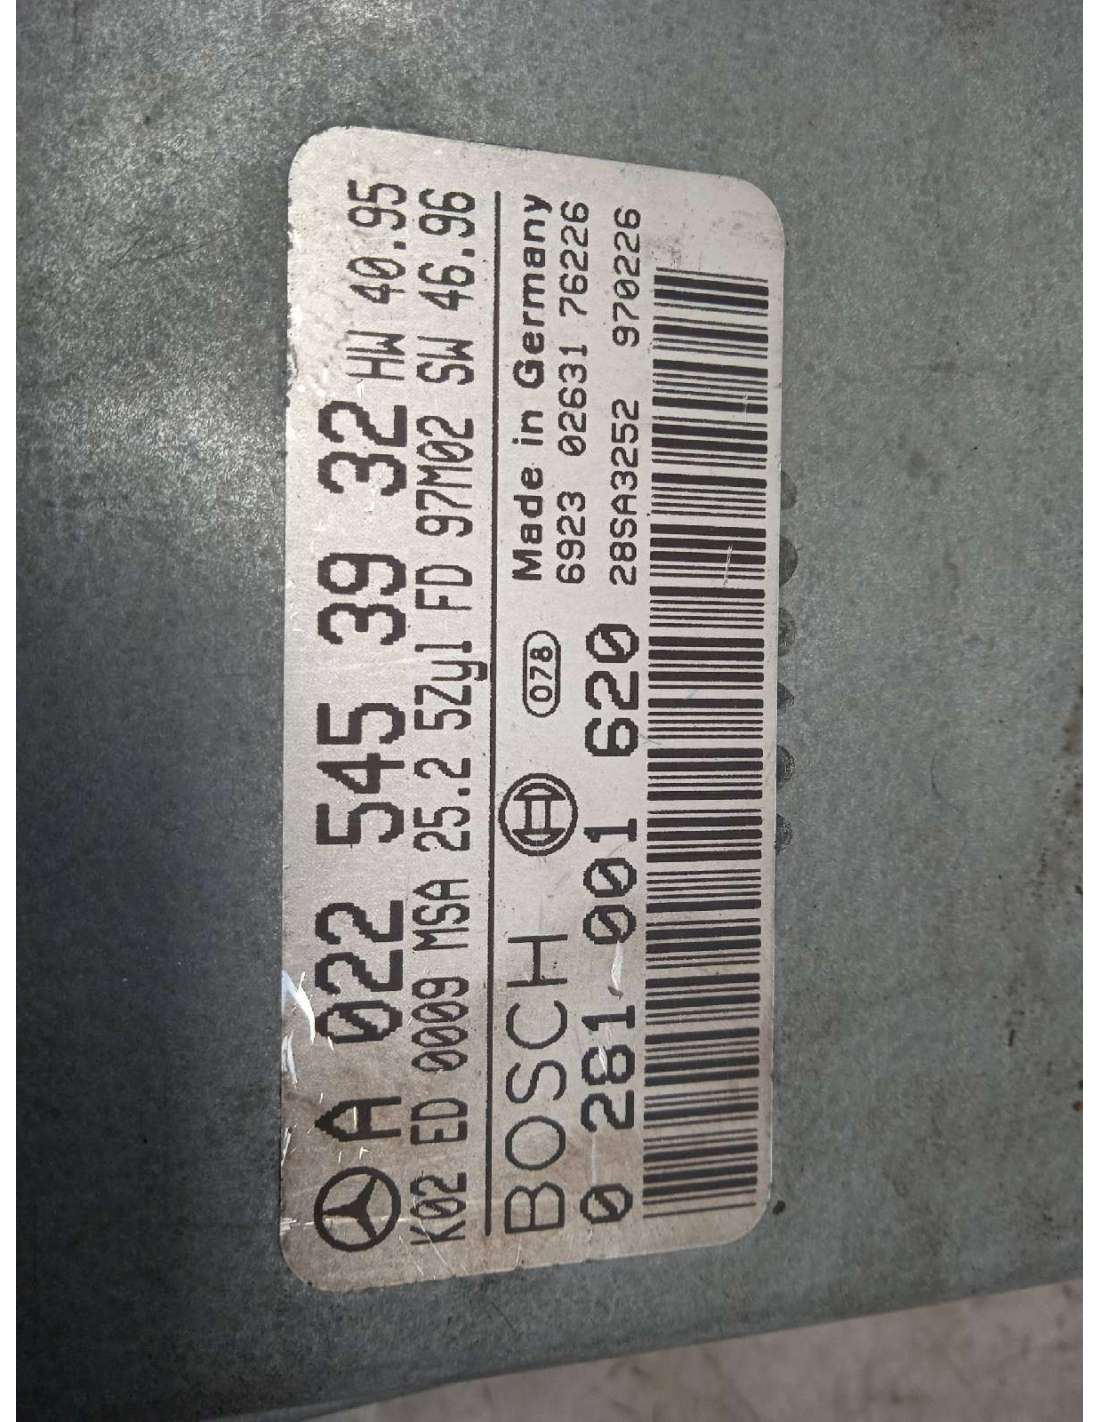 A 022 545 39 32 HW 40.95
K02 ED 0009 MSA 25.2 5Zyl FD 97M02 SW 46.96
BOSCH 078 Made in Germany
6923 02631 76226
0 281 001 620 28SA3252 970226